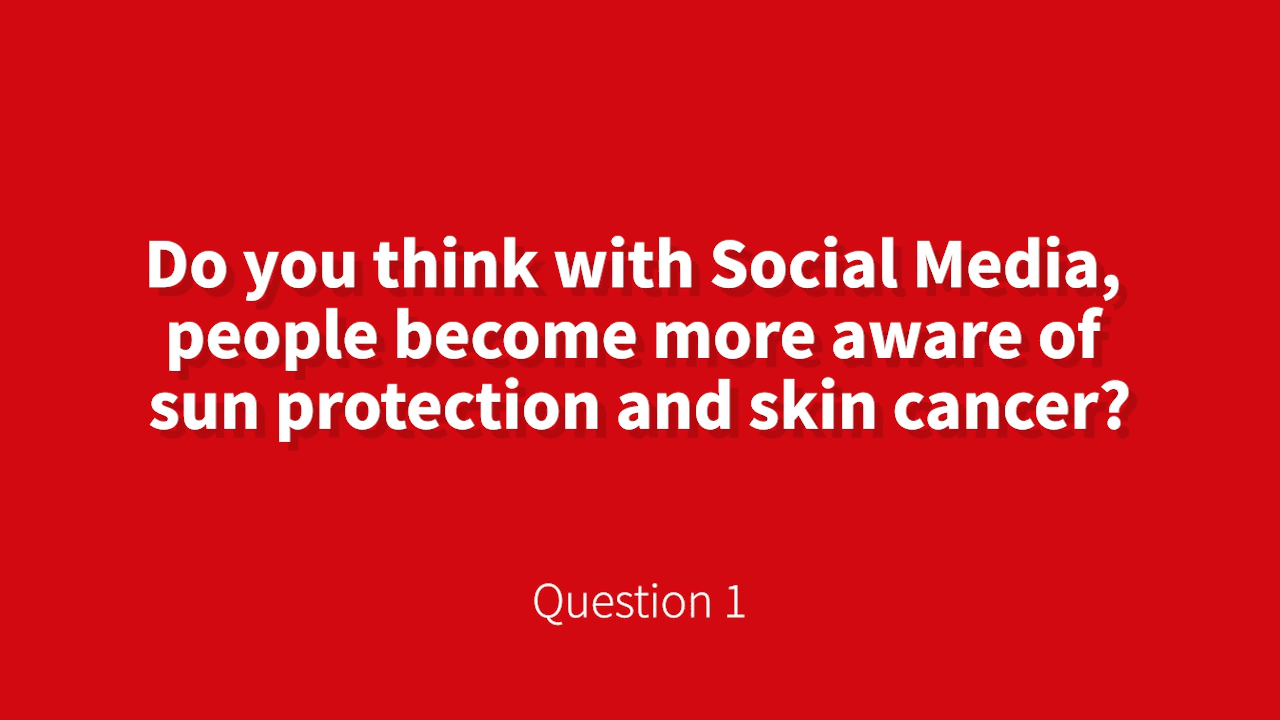 Do you think with Social Media,
people become more aware of
sun protection and skin cancer?
Question 1